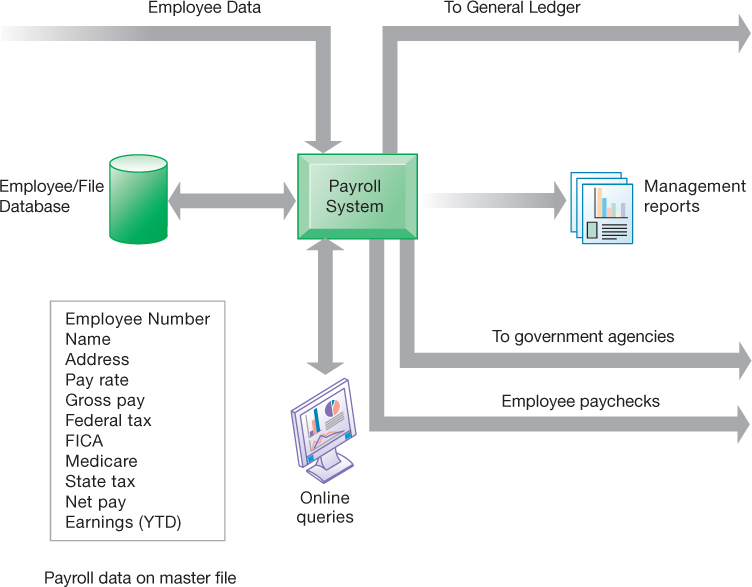 Employee Data
To General Ledger
Employee/File
Database
Payroll
System
Management
reports
To government agencies
Employee paychecks
Online
queries
Employee Number
Name
Address
Pay rate
Gross pay
Federal tax
FICA
Medicare
State tax
Net pay
Earnings (YTD)
Payroll data on master file